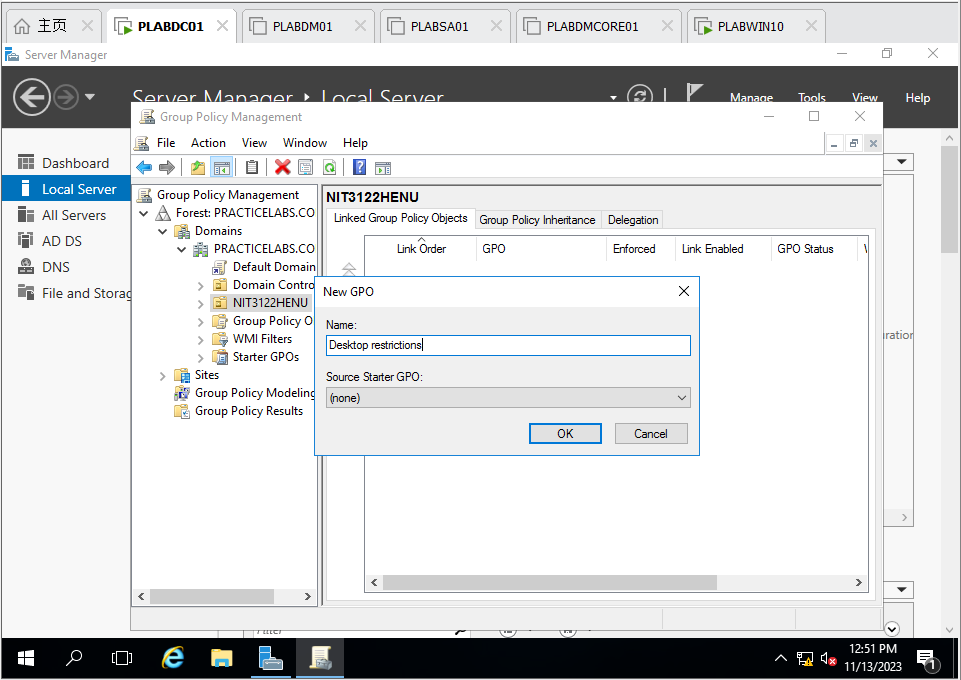 主页
PLABDC01
PLABDM01
PLABSA01
PLABDMCORE01
PLABWIN10
Server Manager
Server Manager
Local Server
Manage
Tools
View
Help
Dashboard
Local Server
All Servers
AD DS
DNS
File and Storag
Group Policy Management
File
Action
View
Window
Help
Group Policy Management
Forest: PRACTICELABS.CO
Domains
PRACTICELABS.CO
Default Domain
Domain Contro
NIT3122HENU
Group Policy O
WMI Filters
Starter GPOs
Sites
Group Policy Modeling
Group Policy Results
NIT3122HENU
Linked Group Policy Objects
Group Policy Inheritance
Delegation
Link Order
GPO
Enforced
Link Enabled
GPO Status
New GPO
Name:
Desktop restrictions
Source Starter GPO:
(none)
OK
Cancel
uration
Filter
12:51 PM
11/13/2023
1